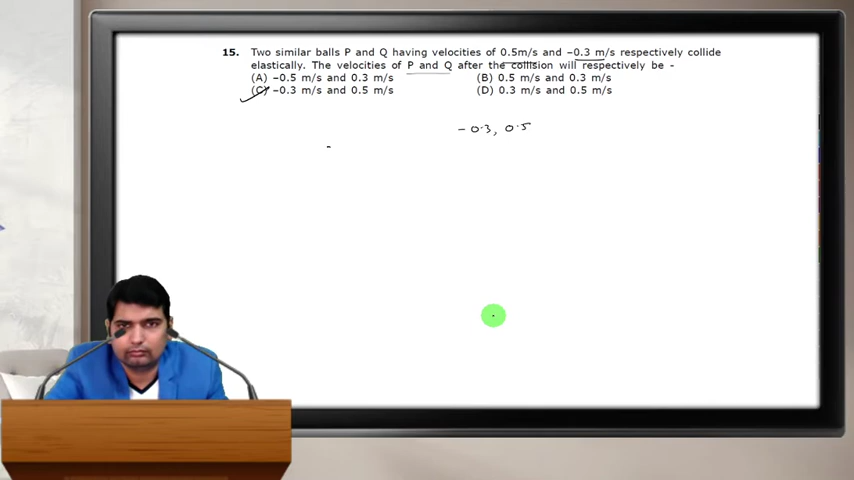 15. Two similar balls P and Q having velocities of 0.5m/s and –0.3 m/s respectively collide
elastically. The velocities of P and Q after the collision will respectively be -
(A) –0.5 m/s and 0.3 m/s (B) 0.5 m/s and 0.3 m/s
(C) –0.3 m/s and 0.5 m/s (D) 0.3 m/s and 0.5 m/s
- 0.3, 0.5